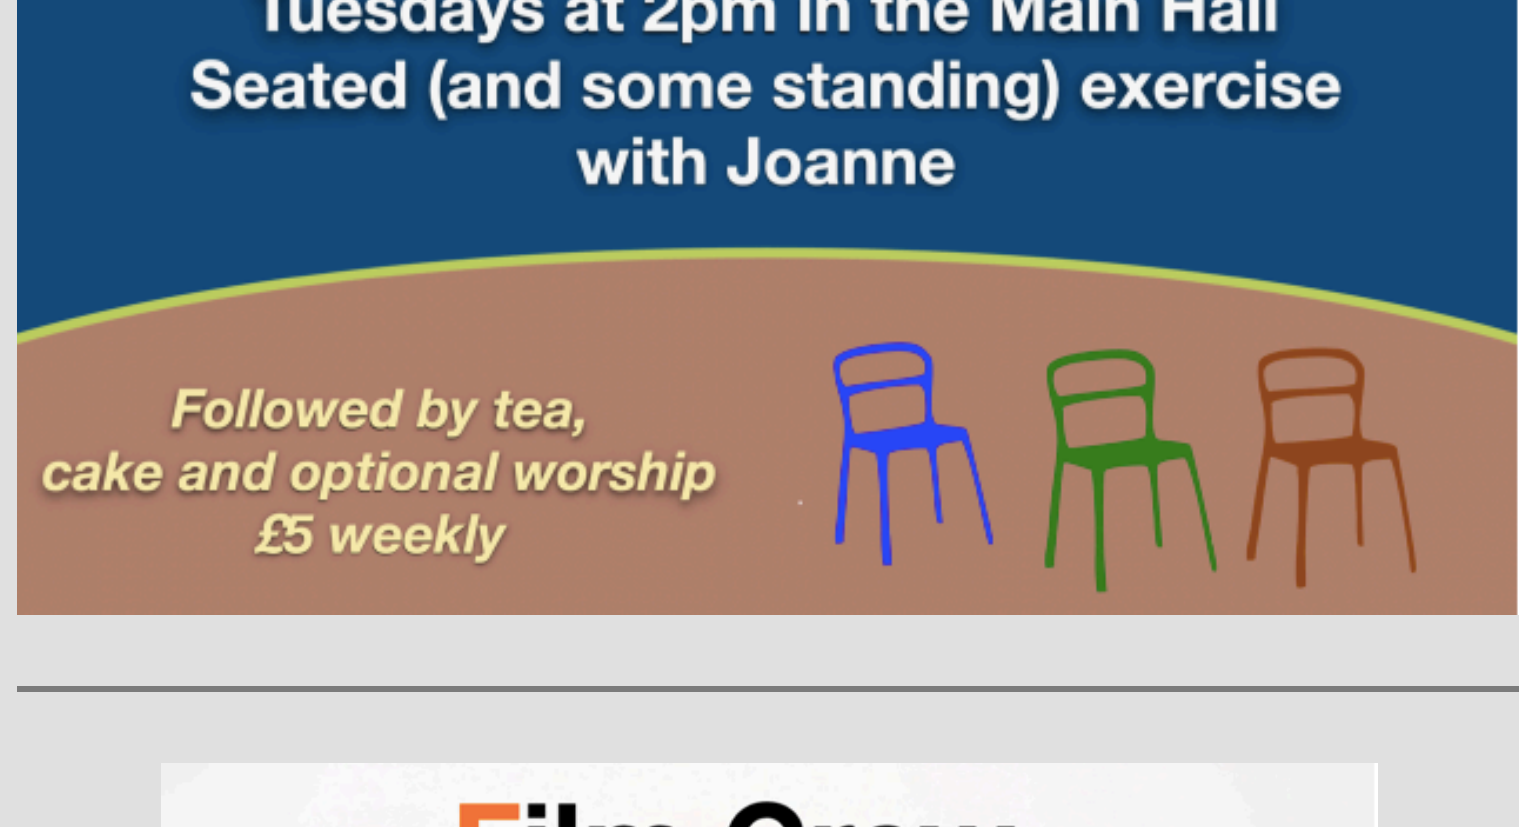 Tuesdays at 2pm in the Main Hall
Seated (and some standing) exercise
with Joanne
Followed by tea,
cake and optional worship
£5 weekly
Film